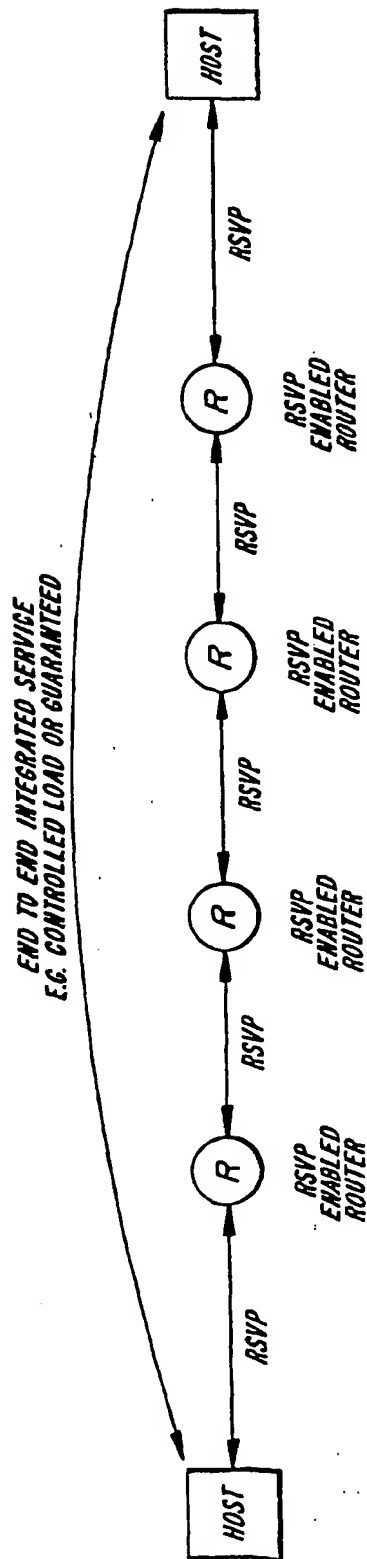 END TO END INTEGRATED SERVICE
E.G. CONTROLLED LOAD OR GUARANTEED
HOST
RSVP
R
RSVP
R
RSVP
R
RSVP
R
RSVP
HOST
RSVP
ENABLED
ROUTER
RSVP
ENABLED
ROUTER
RSVP
ENABLED
ROUTER
RSVP
ENABLED
ROUTER